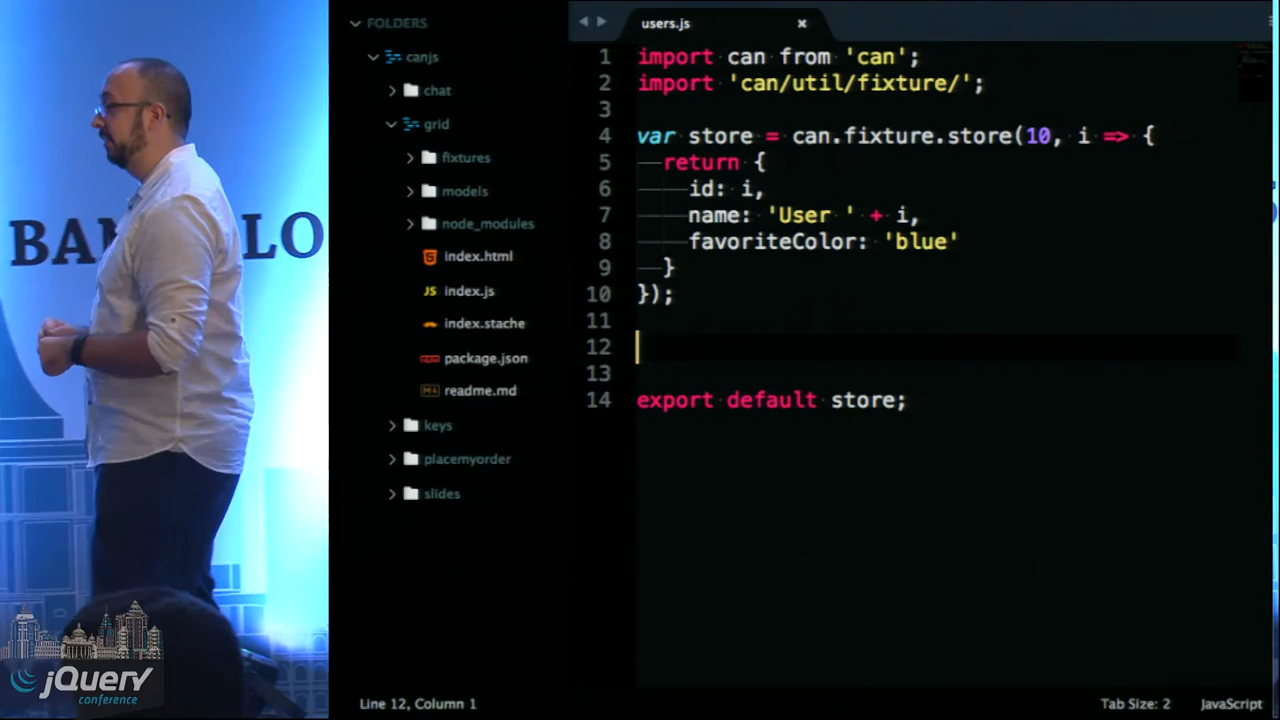 BAN LO
jQuery
conference
FOLDERS
canjs
chat
grid
fixtures
models
node_modules
index.html
JS index.js
index.stache
package.json
readme.md
keys
placemyorder
slides
users.js
1 import can from 'can';
2 import 'can/util/fixture/';
3
4 var store = can.fixture.store(10, i => {
5 return {
6 id: i,
7 name: 'User ' + i,
8 favoriteColor: 'blue'
9 }
10 });
11
12
13
14 export default store;
Line 12, Column 1
Tab Size: 2
JavaScript